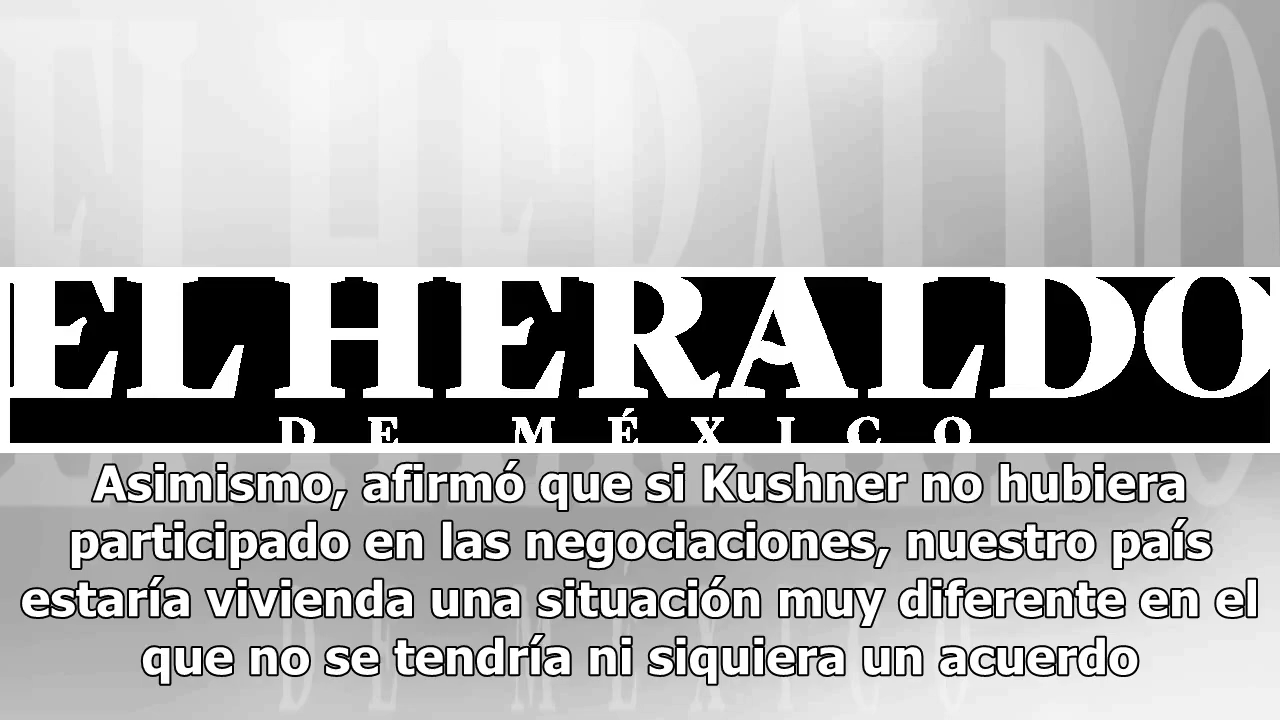 EL HERALDO
DE MÉXICO
Asimismo, afirmó que si Kushner no hubiera
participado en las negociaciones, nuestro país
estaría vivienda una situación muy diferente en el
que no se tendría ni siquiera un acuerdo